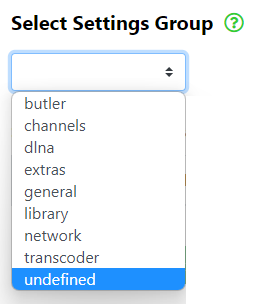 Select Settings Group ?
butler
channels
dlna
extras
general
library
network
transcoder
undefined